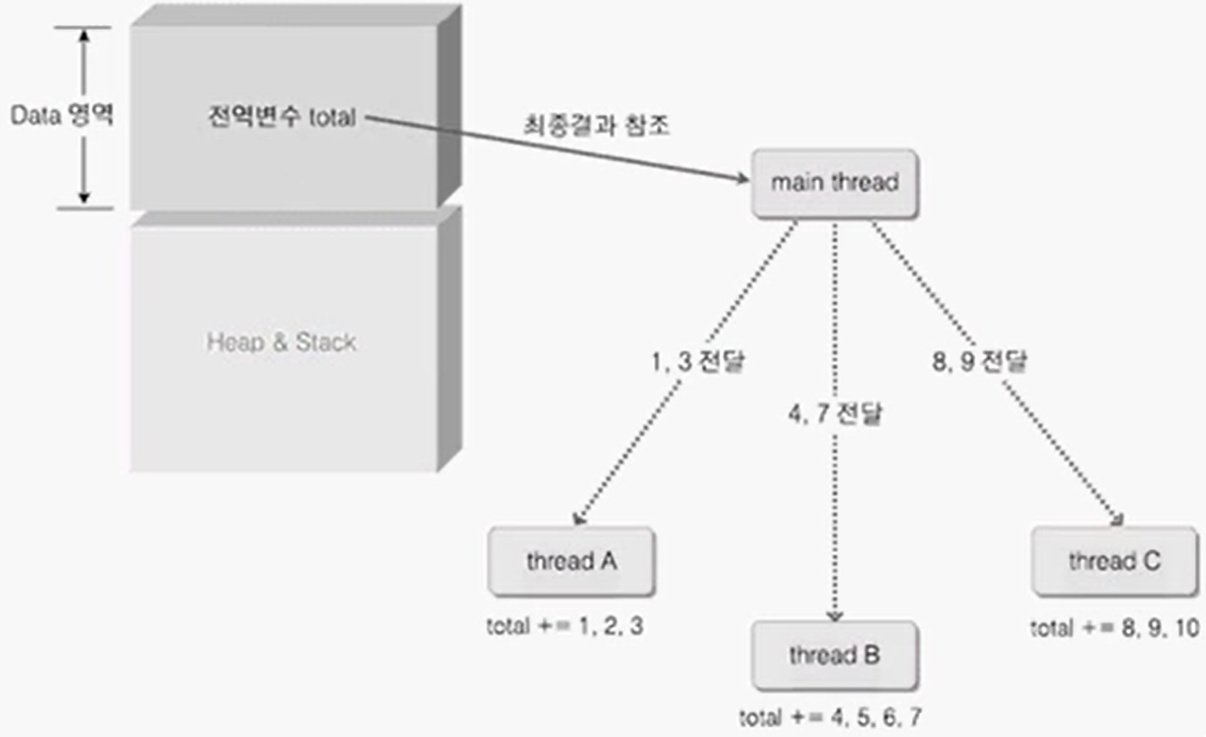 Data 영역
전역변수 total
최종결과 참조
main thread
Heap & Stack
1, 3 전달
8, 9 전달
4, 7 전달
thread A
thread C
total += 1, 2, 3
total += 8, 9, 10
thread B
total += 4, 5, 6, 7